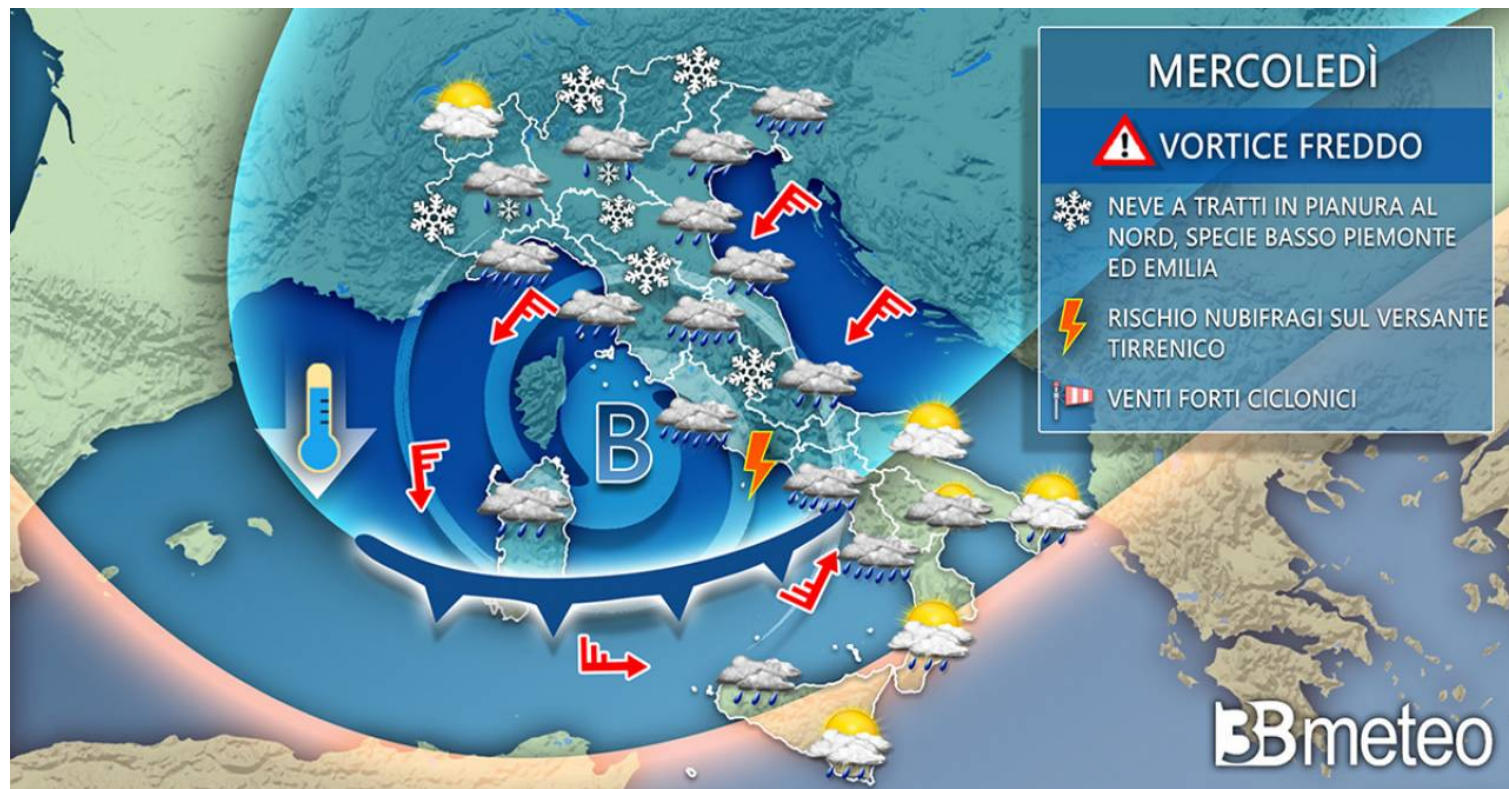 MERCOLEDÌ
VORTICE FREDDO
NEVE A TRATTI IN PIANURA AL
NORD, SPECIE BASSO PIEMONTE
ED EMILIA
RISCHIO NUBIFRAGI SUL VERSANTE
TIRRENICO
VENTI FORTI CICLONICI
B
3Bmeteo